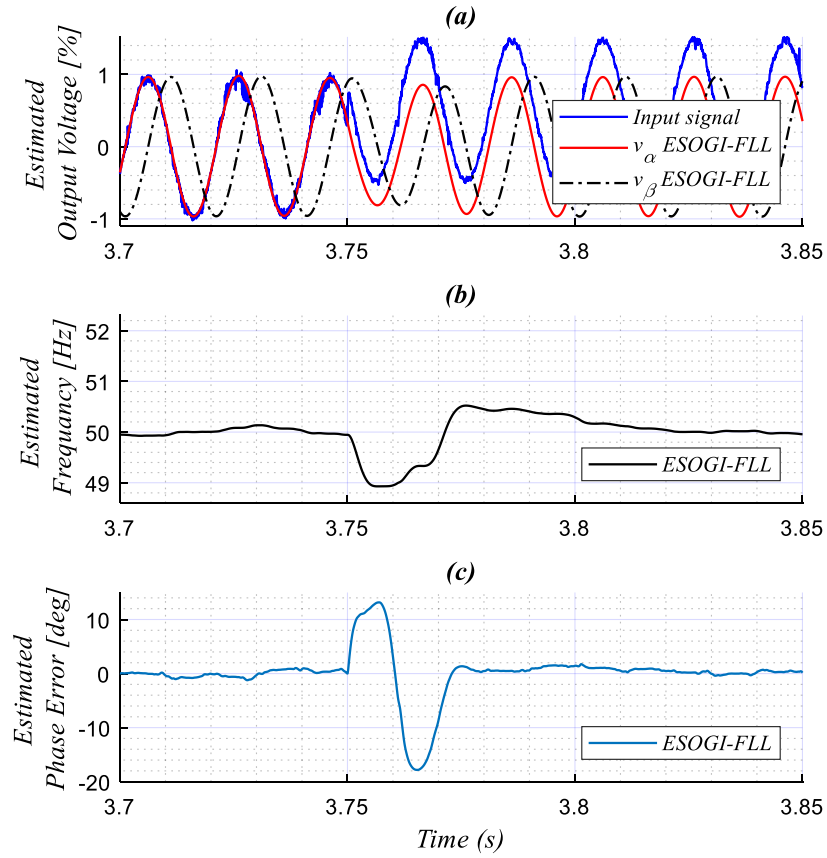 (a)
Estimated
Output Voltage [%]
1
0
-1
3.7
3.75
3.8
3.85
Input signal
vα ESOGI-FLL
vβ ESOGI-FLL
(b)
Estimated
Frequancy [Hz]
52
51
50
49
3.7
3.75
3.8
3.85
ESOGI-FLL
(c)
Estimated
Phase Error [deg]
10
0
-10
-20
3.7
3.75
3.8
3.85
ESOGI-FLL
Time (s)